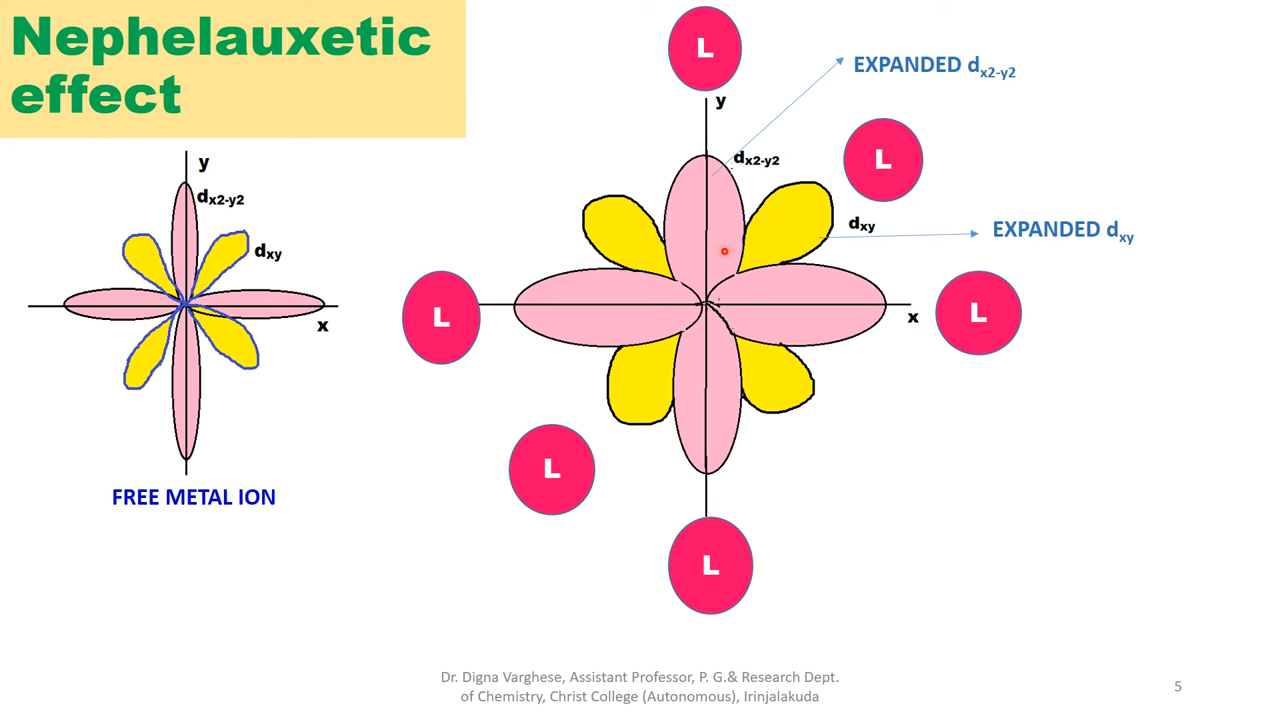 Nephelauxetic
effect
y
dx2-y2
dxy
x
FREE METAL ION
L
EXPANDED dx2-y2
y
dx2-y2
L
dxy
EXPANDED dxy
L
x
L
L
L
Dr. Digna Varghese, Assistant Professor, P. G.& Research Dept.
of Chemistry, Christ College (Autonomous), Irinjalakuda
5